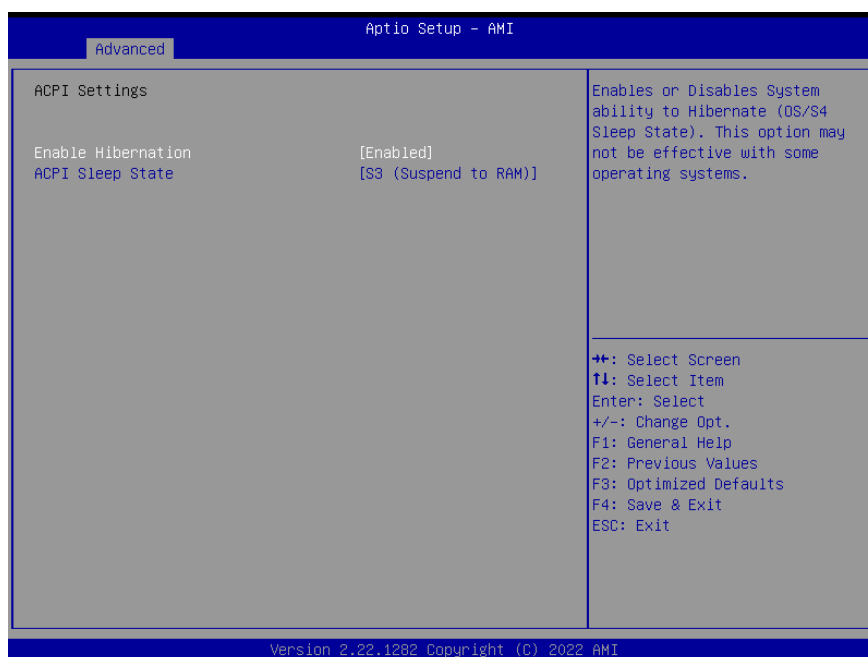 Aptio Setup - AMI
Advanced
ACPI Settings
Enable Hibernation [Enabled]
ACPI Sleep State [S3 (Suspend to RAM)]
Enables or Disables System
ability to Hibernate (OS/S4
Sleep State). This option may
not be effective with some
operating systems.
→←: Select Screen
↑↓: Select Item
Enter: Select
+/-: Change Opt.
F1: General Help
F2: Previous Values
F3: Optimized Defaults
F4: Save & Exit
ESC: Exit
Version 2.22.1282 Copyright (C) 2022 AMI